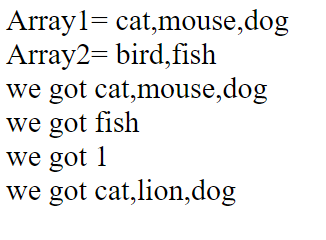 Array1= cat,mouse,dog
Array2= bird,fish
we got cat,mouse,dog
we got fish
we got 1
we got cat,lion,dog